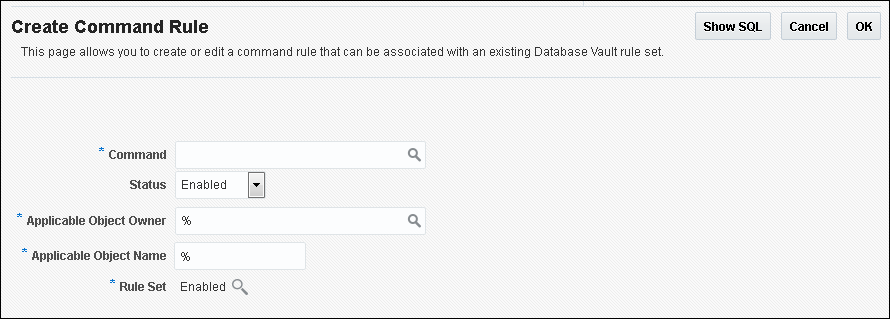 Create Command Rule
Show SQL
Cancel
OK
This page allows you to create or edit a command rule that can be associated with an existing Database Vault rule set.
* Command
Status Enabled
* Applicable Object Owner %
* Applicable Object Name %
* Rule Set Enabled